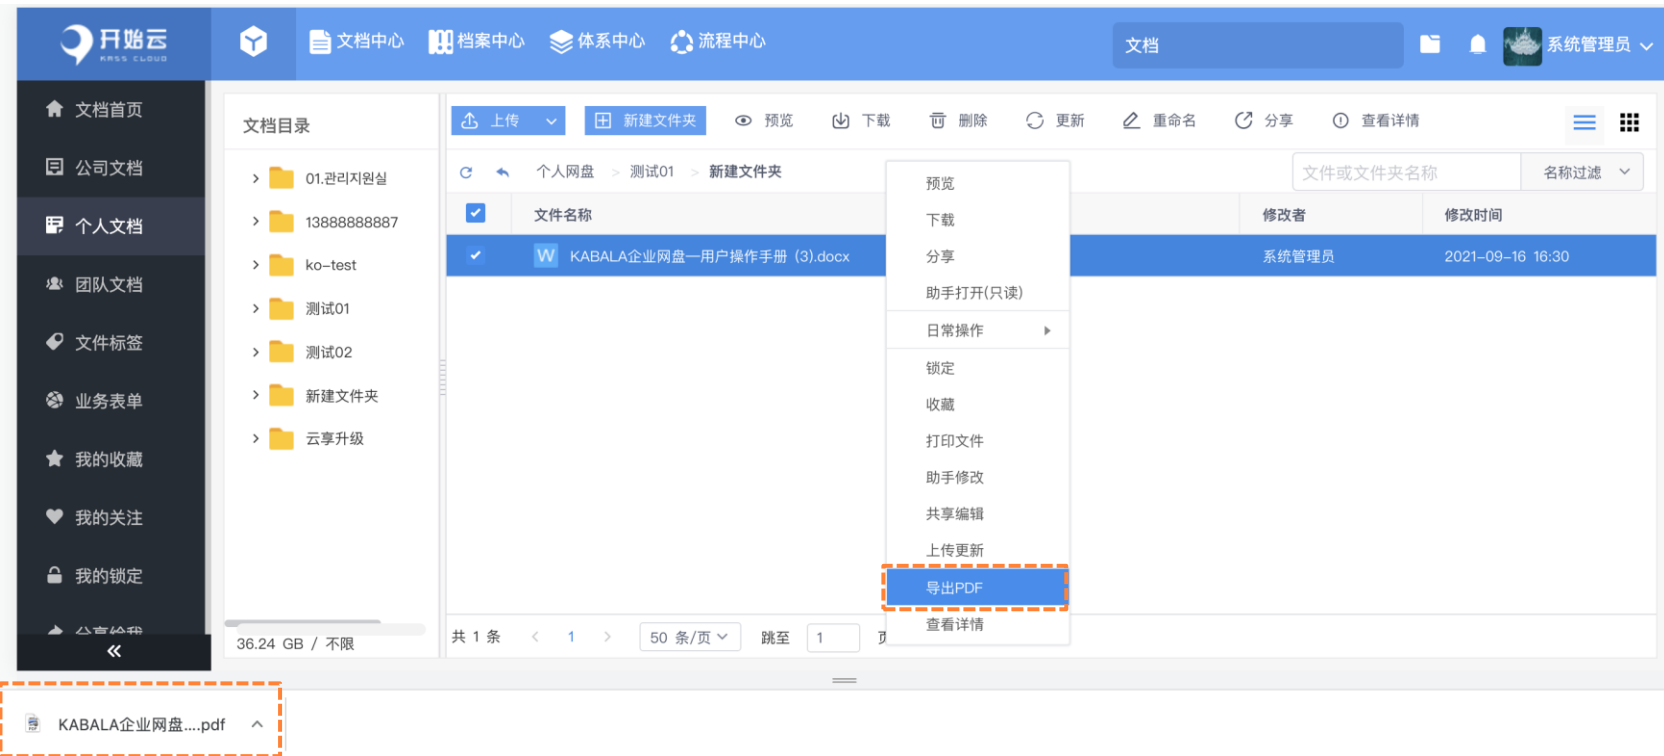 开始云
KASS CLOUD
文档中心
档案中心
体系中心
流程中心
文档
系统管理员
文档首页
公司文档
个人文档
团队文档
文件标签
业务表单
我的收藏
我的关注
我的锁定
分享给我
«
文档目录
01.관리지원실
13888888887
ko-test
测试01
测试02
新建文件夹
云享升级
36.24 GB / 不限
上传
新建文件夹
预览
下载
删除
更新
重命名
分享
查看详情
个人网盘 > 测试01 > 新建文件夹
文件或文件夹名称
名称过滤
文件名称
修改者
修改时间
W KABALA企业网盘—用户操作手册 (3).docx
系统管理员
2021-09-16 16:30
预览
下载
分享
助手打开(只读)
日常操作
锁定
收藏
打印文件
助手修改
共享编辑
上传更新
导出PDF
查看详情
共 1 条 < 1 > 50 条/页 跳至 1
KABALA企业网盘....pdf